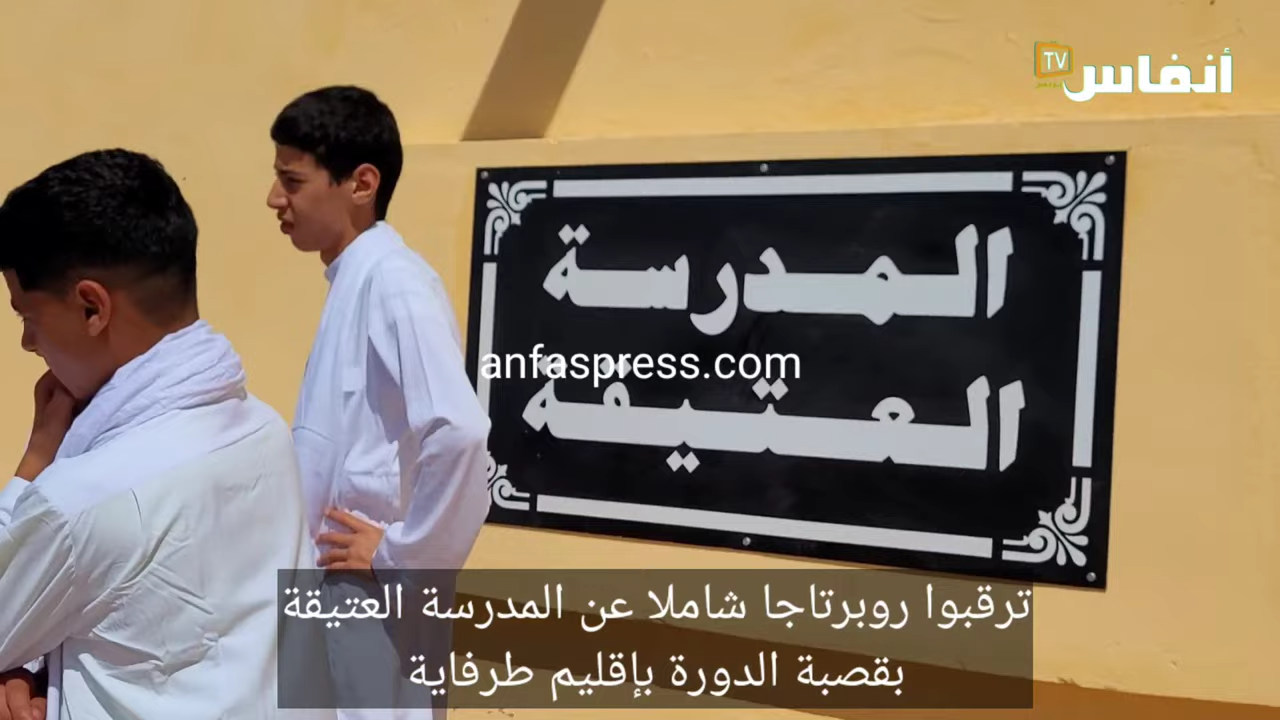 أنفاس
TV
المدرسة
anfaspress.com
العتيقة
ترقبوا روبرتاجا شاملا عن المدرسة العتيقة
بقصبة الدورة بإقليم طرفاية